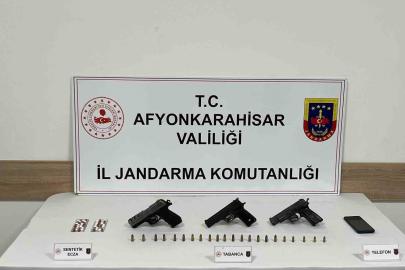 T.C.
AFYONKARAHİSAR
VALİLİĞİ
İL JANDARMA KOMUTANLIĞI
SENTETİK
ECZA
TABANCA
TELEFON